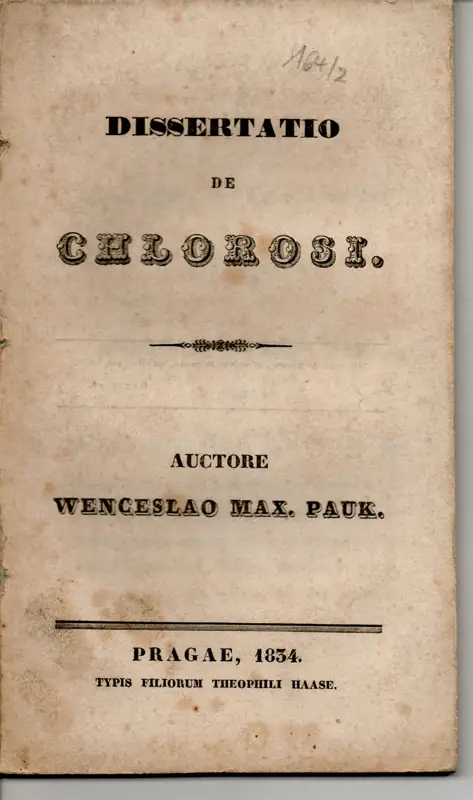 164/2
DISSERTATIO
DE
CHLOROSI.
AUCTORE
WENCESLAO MAX. PAUK.
PRAGAE, 1834.
TYPIS FILIORUM THEOPHILI HAASE.